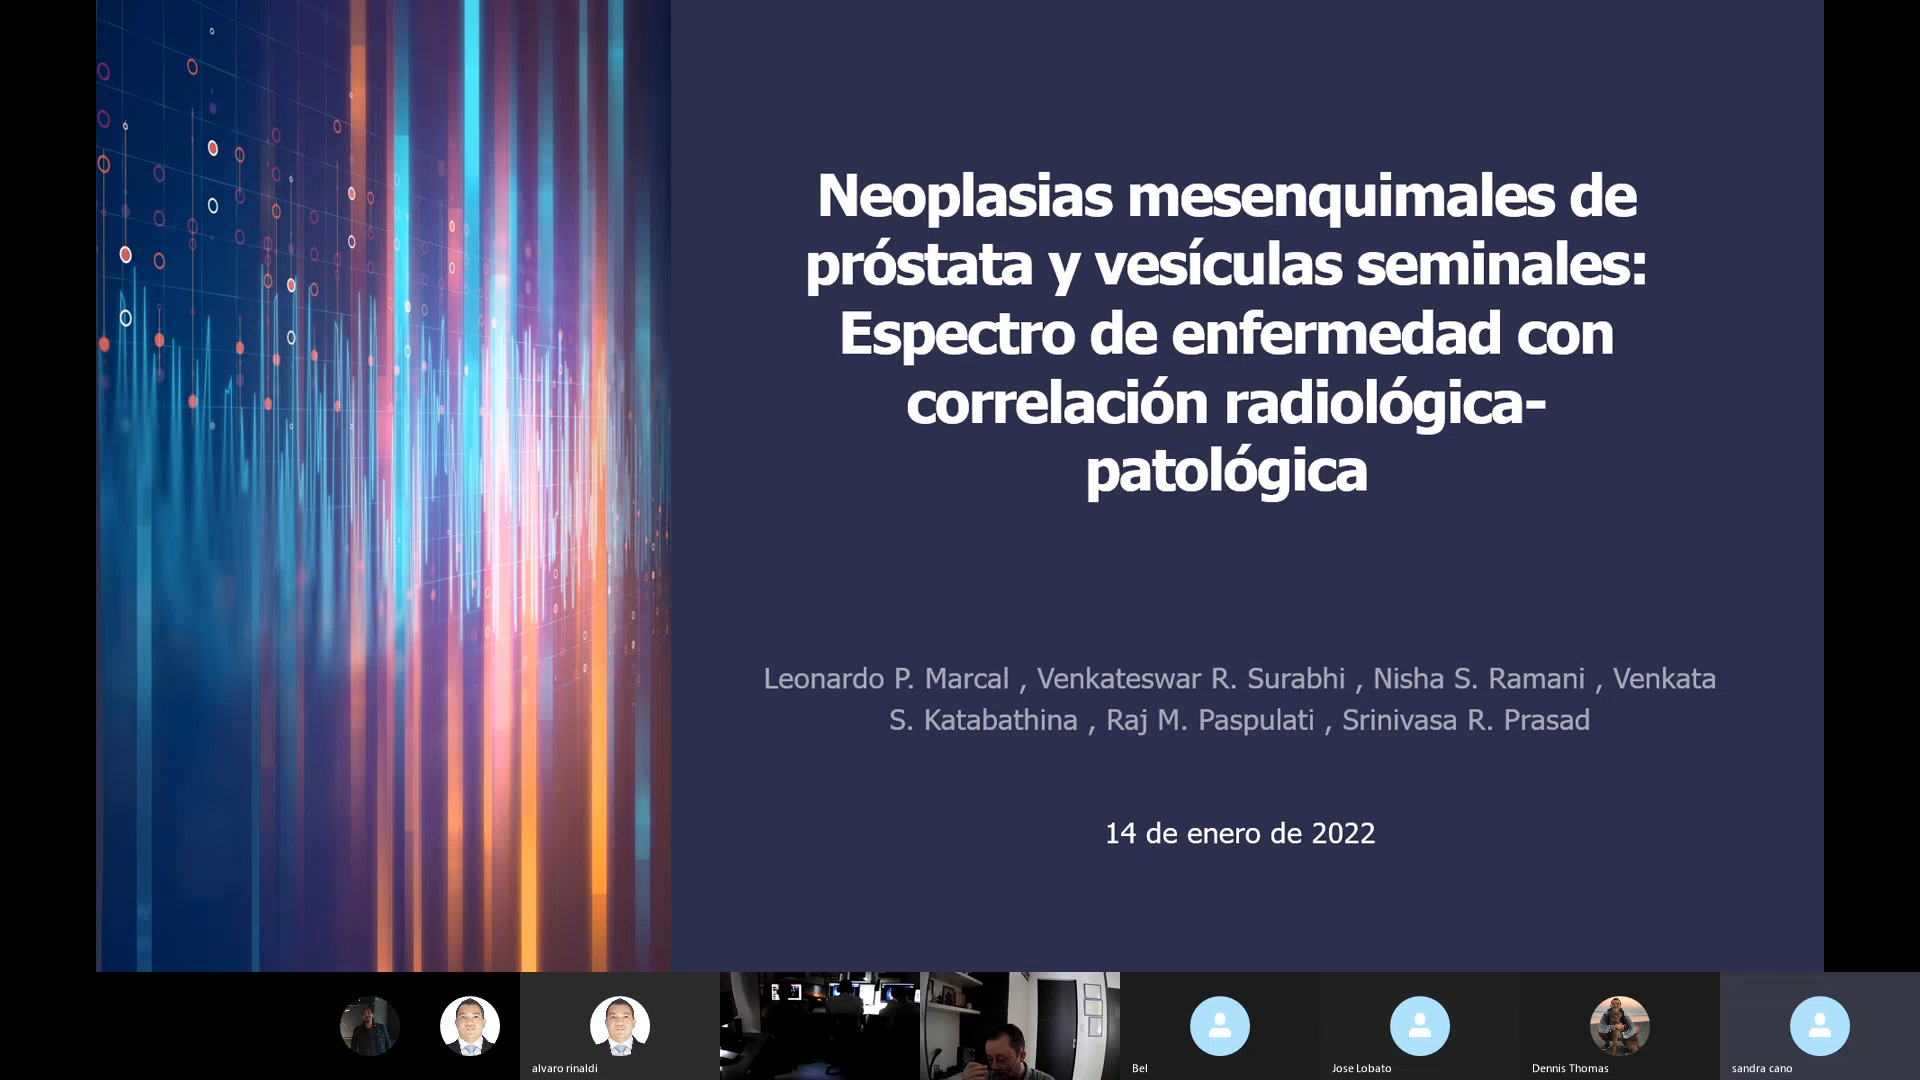 Neoplasias mesenquimales de
próstata y vesículas seminales:
Espectro de enfermedad con
correlación radiológica-
patológica
Leonardo P. Marcal , Venkateswar R. Surabhi , Nisha S. Ramani , Venkata
S. Katabathina , Raj M. Paspulati , Srinivasa R. Prasad
14 de enero de 2022
alvaro rinaldi
Bel
Jose Lobato
Dennis Thomas
sandra cano